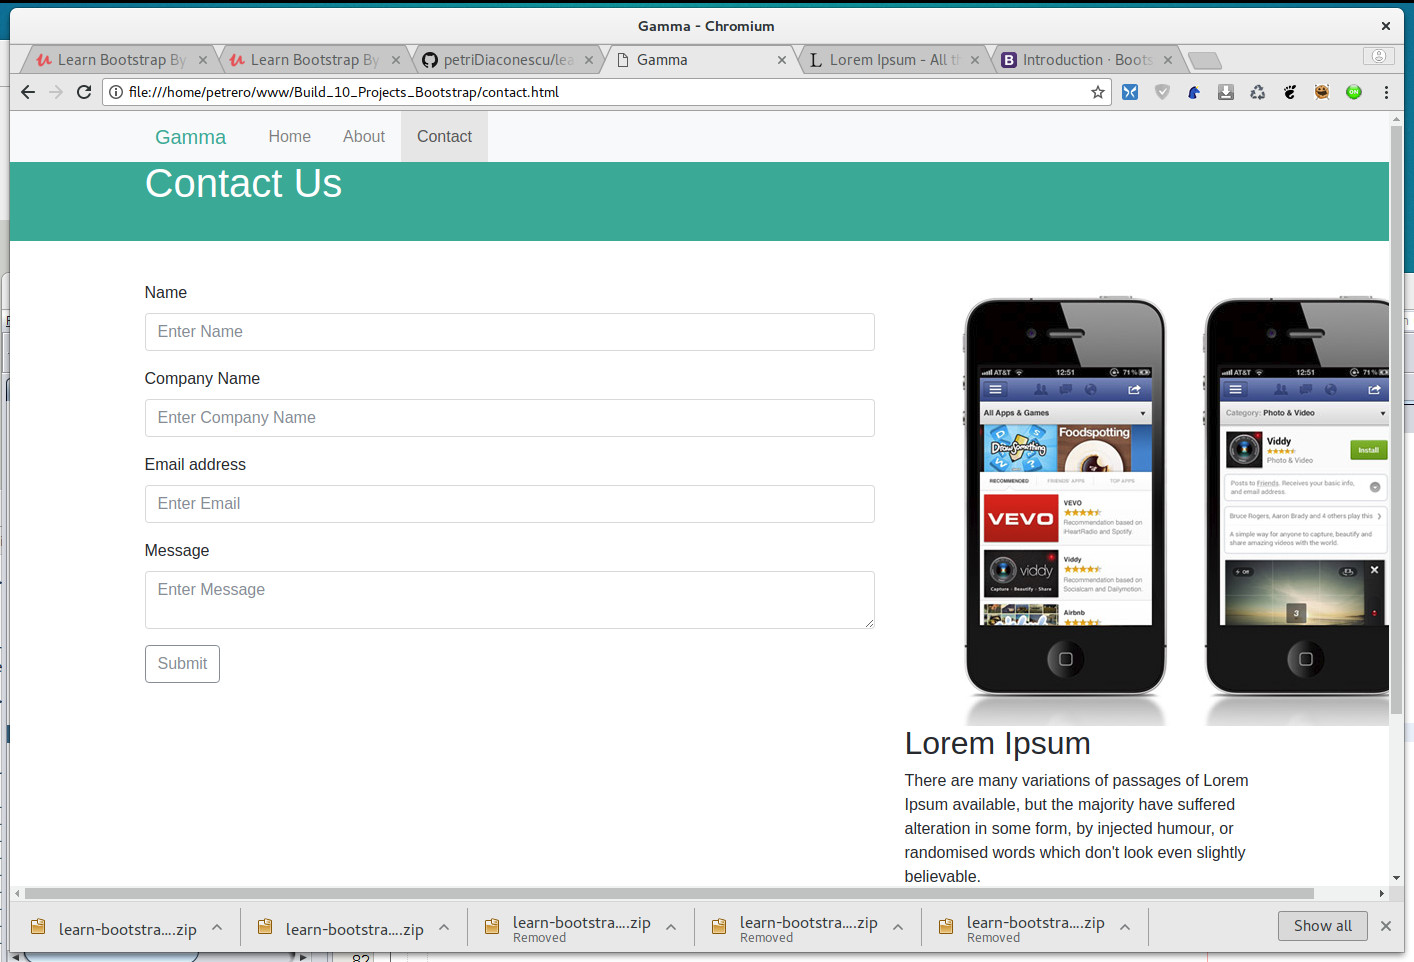 Gamma - Chromium
Learn Bootstrap By
Learn Bootstrap By
petriDiaconescu/lea
Gamma
Lorem Ipsum - All t
Introduction · Boots
file:///home/petrero/www/Build_10_Projects_Bootstrap/contact.html
Gamma Home About Contact
Contact Us
Name
Enter Name
Company Name
Enter Company Name
Email address
Enter Email
Message
Enter Message
Submit
AT&T 12:51 71%
All Apps & Games
DrawSomething
Foodspotting
RECOMMENDED FRIENDS' APPS TOP APPS
VEVO
VEVO
Recommendation based on
iHeartRadio and Spotify
viddy
Capture · Beautify · Share
Viddy
Recommendation based on
Socialcam and Dailymotion
Airbnb
AT&T 12:51 71%
Category: Photo & Video
Viddy
Photo & Video
Install
Posts to Friends. Receives your basic info,
and email address.
Bruce Rogers, Aaron Brady and 4 others play this
A simple way for anyone to capture, beautify and
share amazing videos with the world.
Off
3
Lorem Ipsum
There are many variations of passages of Lorem
Ipsum available, but the majority have suffered
alteration in some form, by injected humour, or
randomised words which don't look even slightly
believable.
learn-bootstra....zip
learn-bootstra....zip
learn-bootstra....zip
Removed
learn-bootstra....zip
Removed
learn-bootstra....zip
Removed
Show all
82